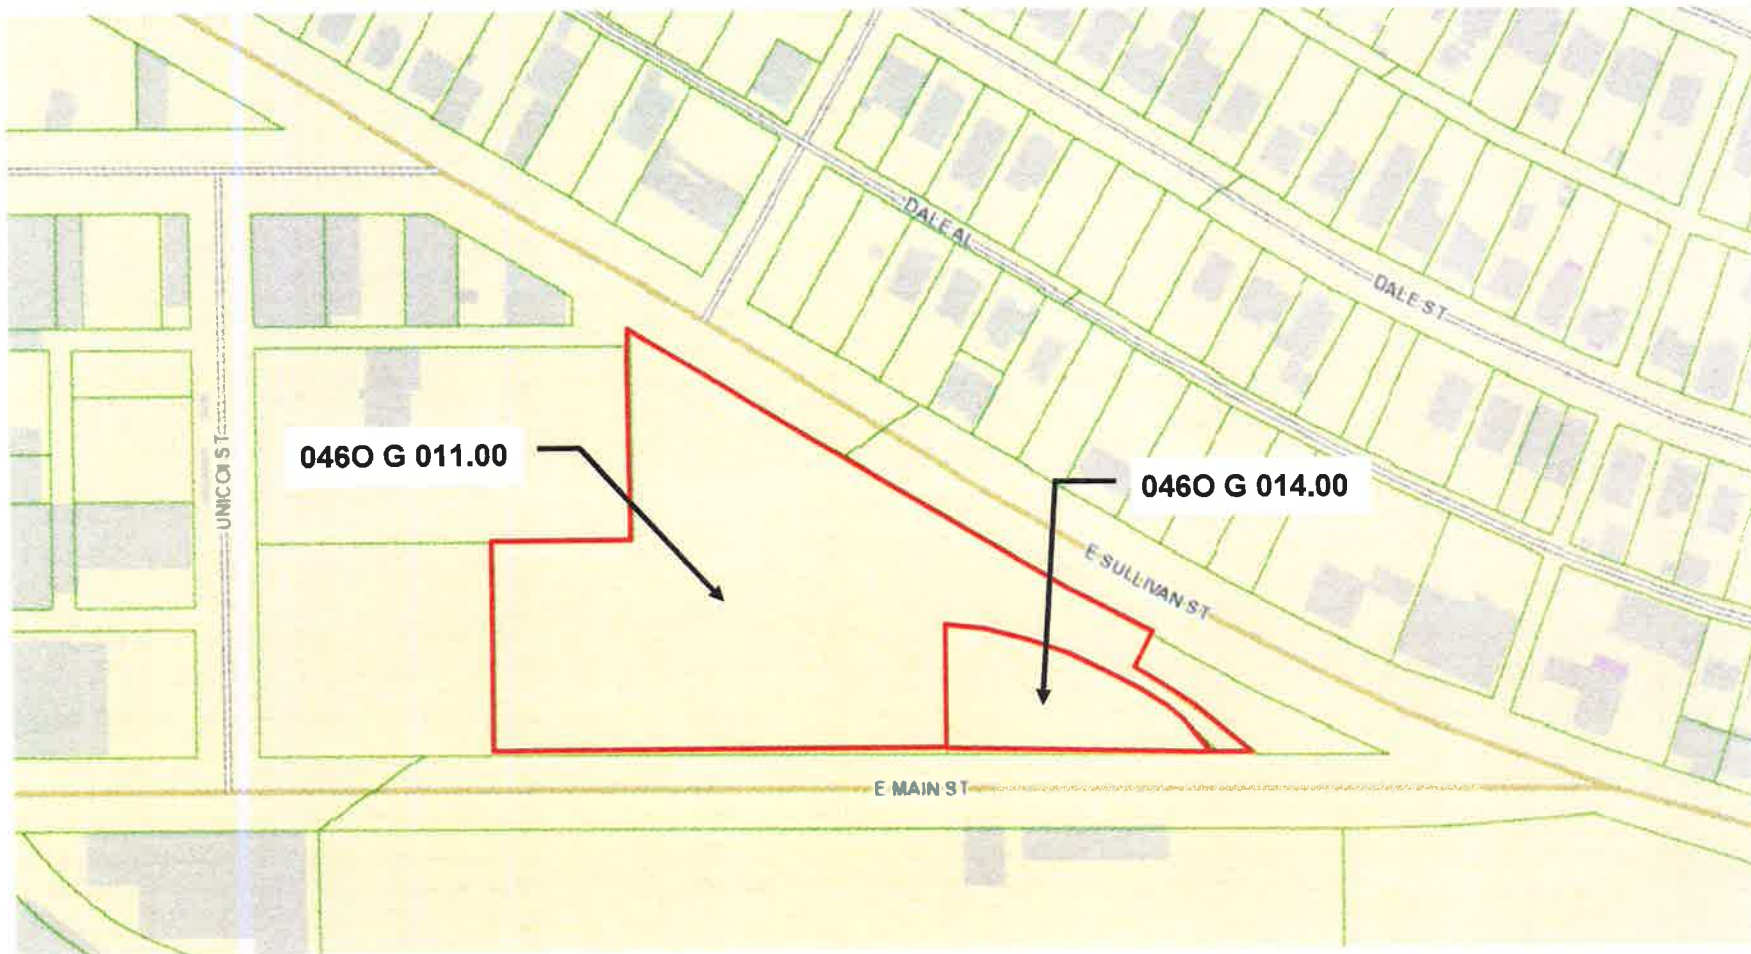 DALE AL
DALE ST
UNICOI ST
046O G 011.00
046O G 014.00
E SULLIVAN ST
E MAIN ST